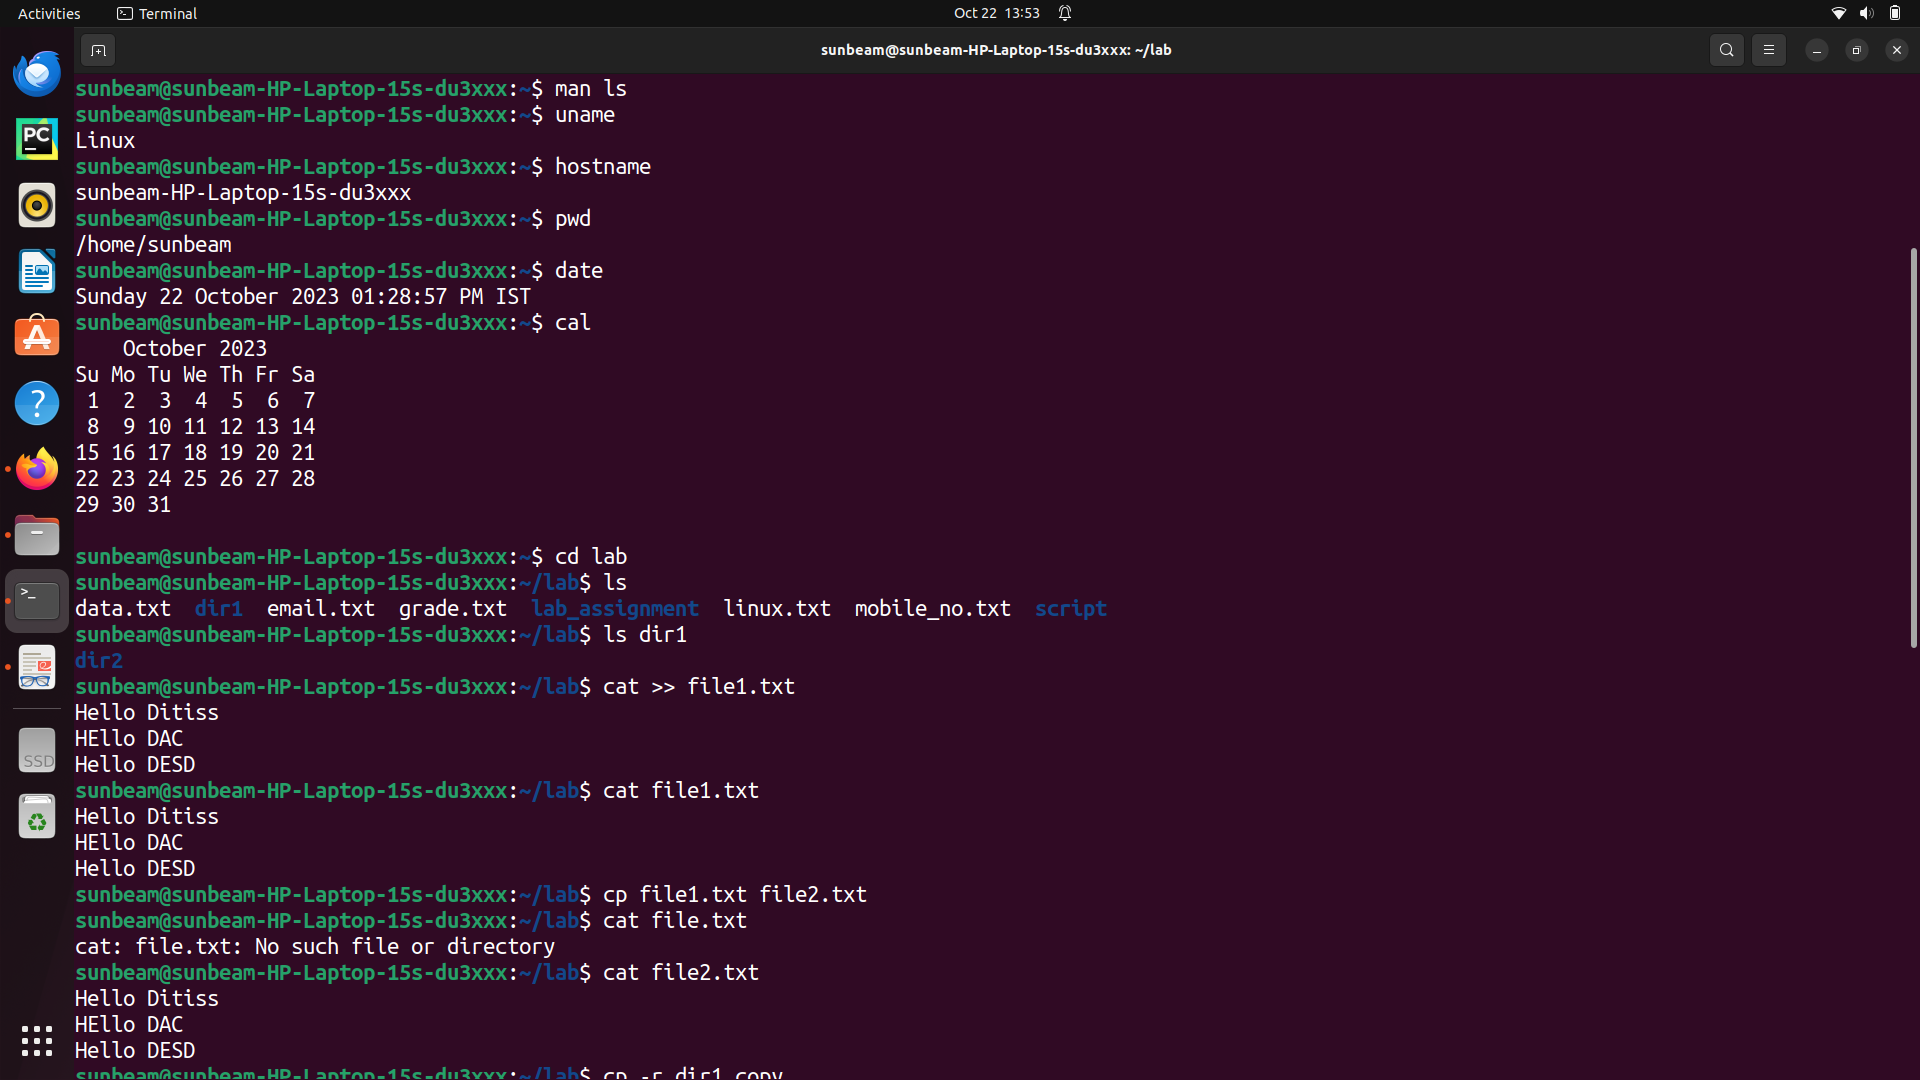 Activities Terminal Oct 22 13:53
sunbeam@sunbeam-HP-Laptop-15s-du3xxx: ~/lab
sunbeam@sunbeam-HP-Laptop-15s-du3xxx:~$ man ls
sunbeam@sunbeam-HP-Laptop-15s-du3xxx:~$ uname
Linux
sunbeam@sunbeam-HP-Laptop-15s-du3xxx:~$ hostname
sunbeam-HP-Laptop-15s-du3xxx
sunbeam@sunbeam-HP-Laptop-15s-du3xxx:~$ pwd
/home/sunbeam
sunbeam@sunbeam-HP-Laptop-15s-du3xxx:~$ date
Sunday 22 October 2023 01:28:57 PM IST
sunbeam@sunbeam-HP-Laptop-15s-du3xxx:~$ cal
    October 2023
Su Mo Tu We Th Fr Sa
 1  2  3  4  5  6  7
 8  9 10 11 12 13 14
15 16 17 18 19 20 21
22 23 24 25 26 27 28
29 30 31
sunbeam@sunbeam-HP-Laptop-15s-du3xxx:~$ cd lab
sunbeam@sunbeam-HP-Laptop-15s-du3xxx:~/lab$ ls
data.txt  dir1  email.txt  grade.txt  lab_assignment  linux.txt  mobile_no.txt  script
sunbeam@sunbeam-HP-Laptop-15s-du3xxx:~/lab$ ls dir1
dir2
sunbeam@sunbeam-HP-Laptop-15s-du3xxx:~/lab$ cat >> file1.txt
Hello Ditiss
HEllo DAC
Hello DESD
sunbeam@sunbeam-HP-Laptop-15s-du3xxx:~/lab$ cat file1.txt
Hello Ditiss
HEllo DAC
Hello DESD
sunbeam@sunbeam-HP-Laptop-15s-du3xxx:~/lab$ cp file1.txt file2.txt
sunbeam@sunbeam-HP-Laptop-15s-du3xxx:~/lab$ cat file.txt
cat: file.txt: No such file or directory
sunbeam@sunbeam-HP-Laptop-15s-du3xxx:~/lab$ cat file2.txt
Hello Ditiss
HEllo DAC
Hello DESD
sunbeam@sunbeam-HP-Laptop-15s-du3xxx:~/lab$ cp -r dir1 copy
PC
SSD